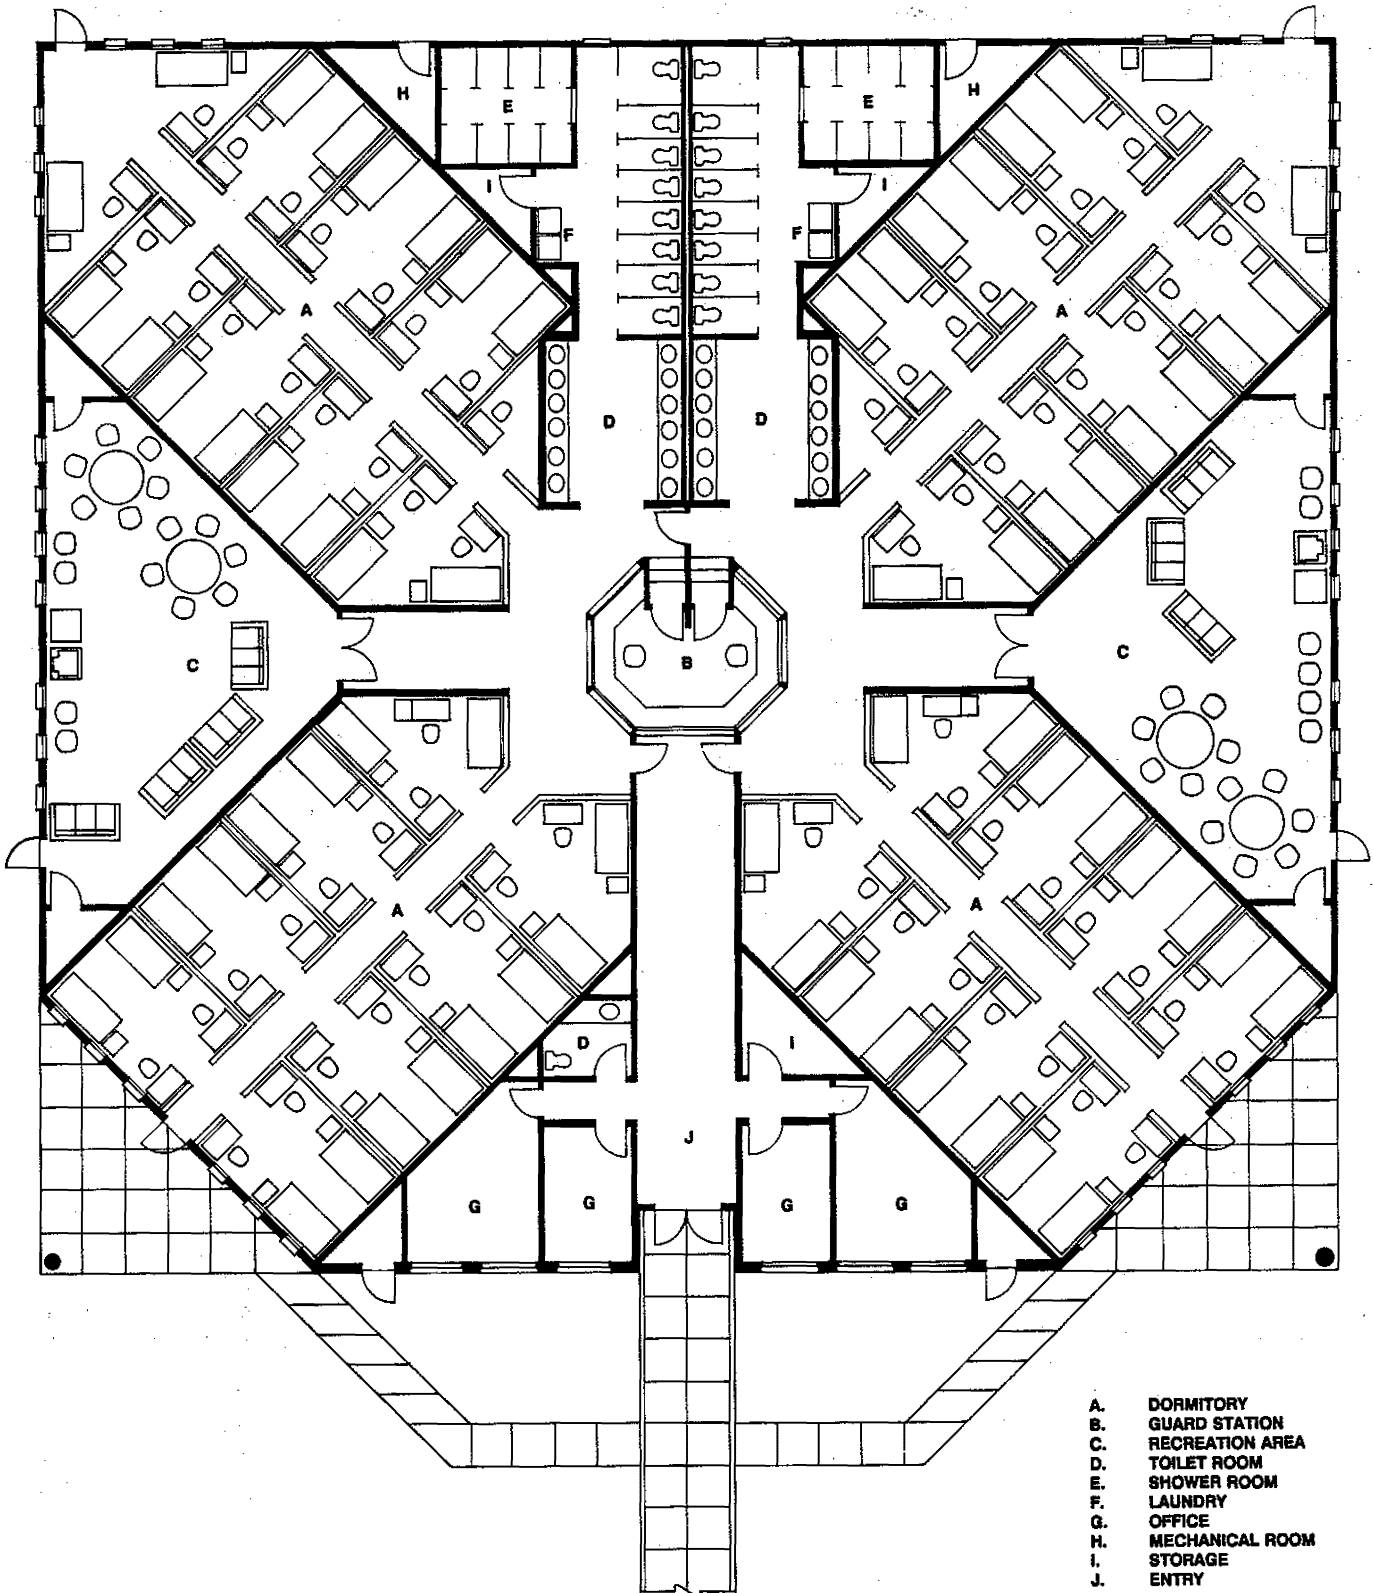 H
E
E
H
I
I
F
F
A
A
D
D
C
B
C
A
A
D
I
J
G
G
G
G
A. DORMITORY
B. GUARD STATION
C. RECREATION AREA
D. TOILET ROOM
E. SHOWER ROOM
F. LAUNDRY
G. OFFICE
H. MECHANICAL ROOM
I. STORAGE
J. ENTRY